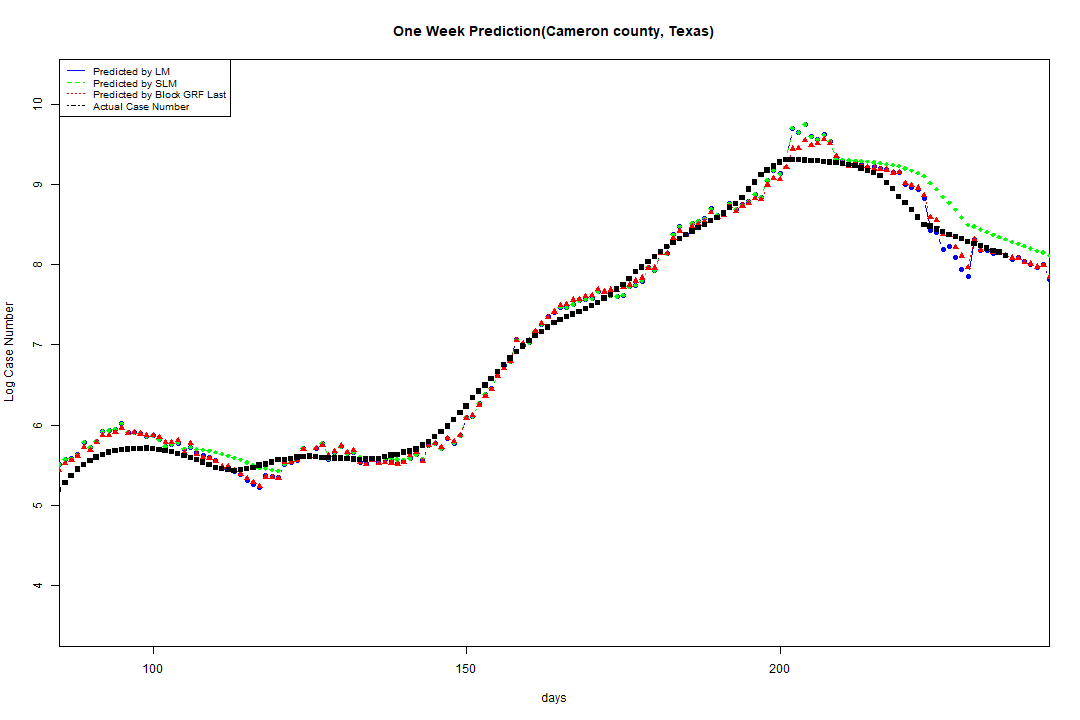 One Week Prediction(Cameron county, Texas)
Predicted by LM
Predicted by SLM
Predicted by Block GRF Last
Actual Case Number
10
9
8
7
6
5
4
Log Case Number
100 150 200
days